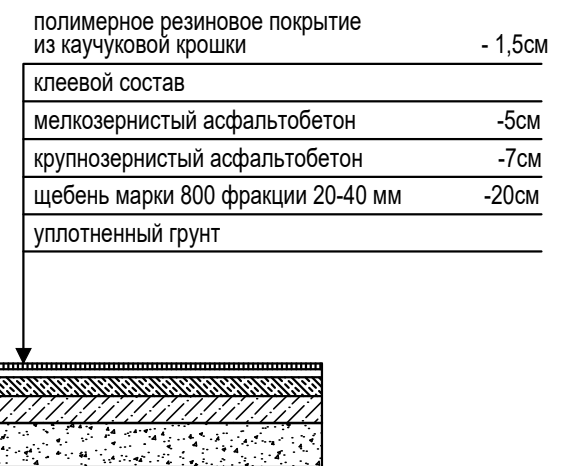 полимерное резиновое покрытие
из каучуковой крошки - 1,5см
клеевой состав
мелкозернистый асфальтобетон -5см
крупнозернистый асфальтобетон -7см
щебень марки 800 фракции 20-40 мм -20см
уплотненный грунт